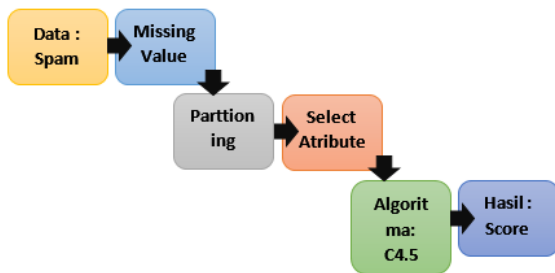 Data :
Spam
Missing
Value
Parttion
ing
Select
Atribute
Algorit
ma:
C4.5
Hasil :
Score